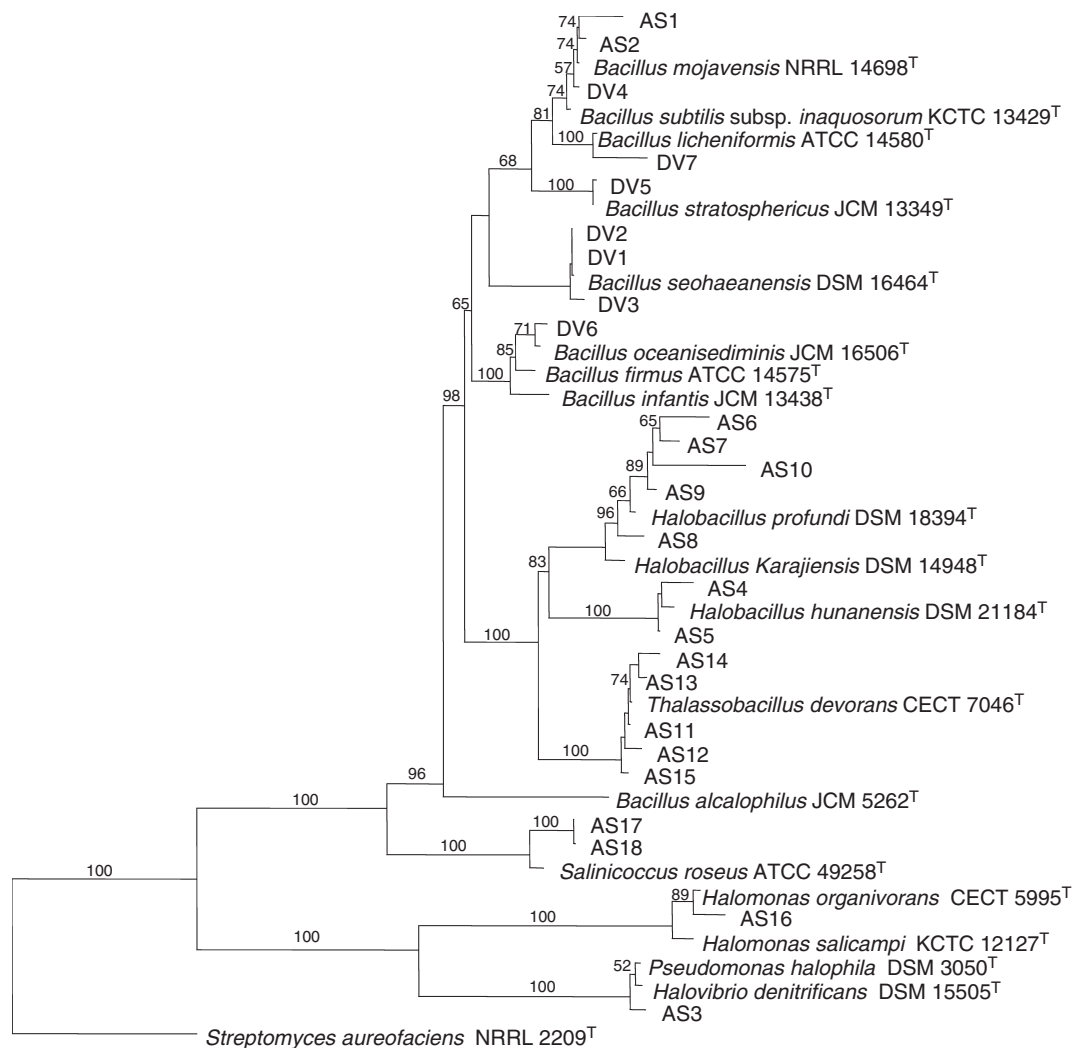 74 AS1
74 AS2
Bacillus mojavensis NRRL 14698T
57 DV4
74 Bacillus subtilis subsp. inaquosorum KCTC 13429T
81
100 Bacillus licheniformis ATCC 14580T
DV7
68
100 DV5
Bacillus stratosphericus JCM 13349T
DV2
DV1
Bacillus seohaeanensis DSM 16464T
DV3
65
71 DV6
85 Bacillus oceanisediminis JCM 16506T
100 Bacillus firmus ATCC 14575T
Bacillus infantis JCM 13438T
98
65 AS6
AS7
89 AS10
66 AS9
96 Halobacillus profundi DSM 18394T
AS8
83 Halobacillus Karajiensis DSM 14948T
AS4
100 Halobacillus hunanensis DSM 21184T
100 AS5
AS14
74 AS13
Thalassobacillus devorans CECT 7046T
AS11
100 AS12
AS15
96
Bacillus alcalophilus JCM 5262T
100
100 AS17
100 AS18
Salinicoccus roseus ATCC 49258T
100
89 Halomonas organivorans CECT 5995T
100 AS16
100 Halomonas salicampi KCTC 12127T
52 Pseudomonas halophila DSM 3050T
100 Halovibrio denitrificans DSM 15505T
AS3
Streptomyces aureofaciens NRRL 2209T